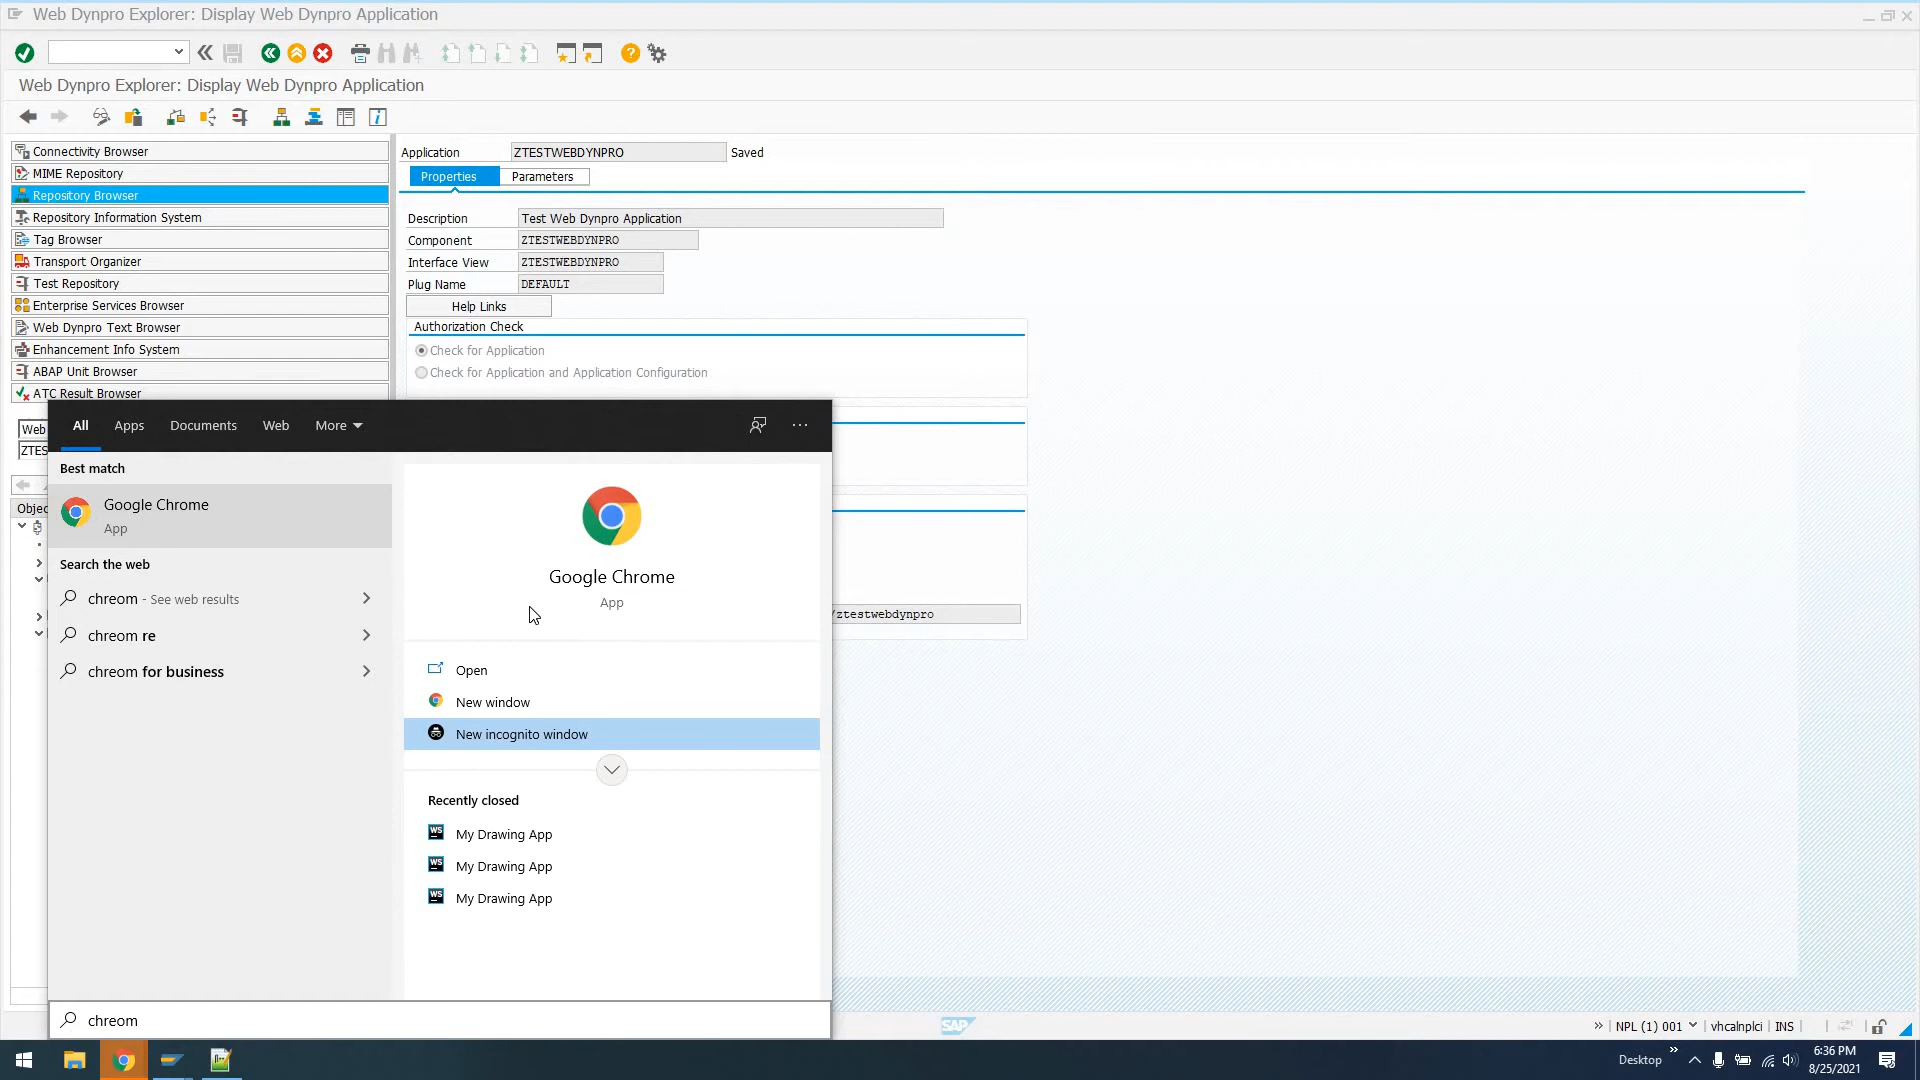 Web Dynpro Explorer: Display Web Dynpro Application
Web Dynpro Explorer: Display Web Dynpro Application
Connectivity Browser
MIME Repository
Repository Browser
Repository Information System
Tag Browser
Transport Organizer
Test Repository
Enterprise Services Browser
Web Dynpro Text Browser
Enhancement Info System
ABAP Unit Browser
ATC Result Browser
Web
ZTES
Objec
Application ZTESTWEBDYNPRO Saved
Properties Parameters
Description Test Web Dynpro Application
Component ZTESTWEBDYNPRO
Interface View ZTESTWEBDYNPRO
Plug Name DEFAULT
Help Links
Authorization Check
Check for Application
Check for Application and Application Configuration
/ztestwebdynpro
All Apps Documents Web More
Best match
Google Chrome
App
Search the web
chreom - See web results
chreom re
chreom for business
Google Chrome
App
Open
New window
New incognito window
Recently closed
My Drawing App
My Drawing App
My Drawing App
chreom
SAP
NPL (1) 001 vhcalnplci INS
Desktop
6:36 PM
8/25/2021